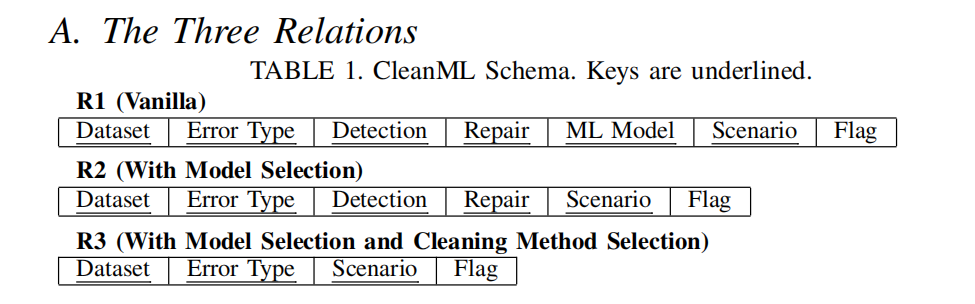 A. The Three Relations
TABLE 1. CleanML Schema. Keys are underlined.
R1 (Vanilla)
Dataset Error Type Detection Repair ML Model Scenario Flag
R2 (With Model Selection)
Dataset Error Type Detection Repair Scenario Flag
R3 (With Model Selection and Cleaning Method Selection)
Dataset Error Type Scenario Flag